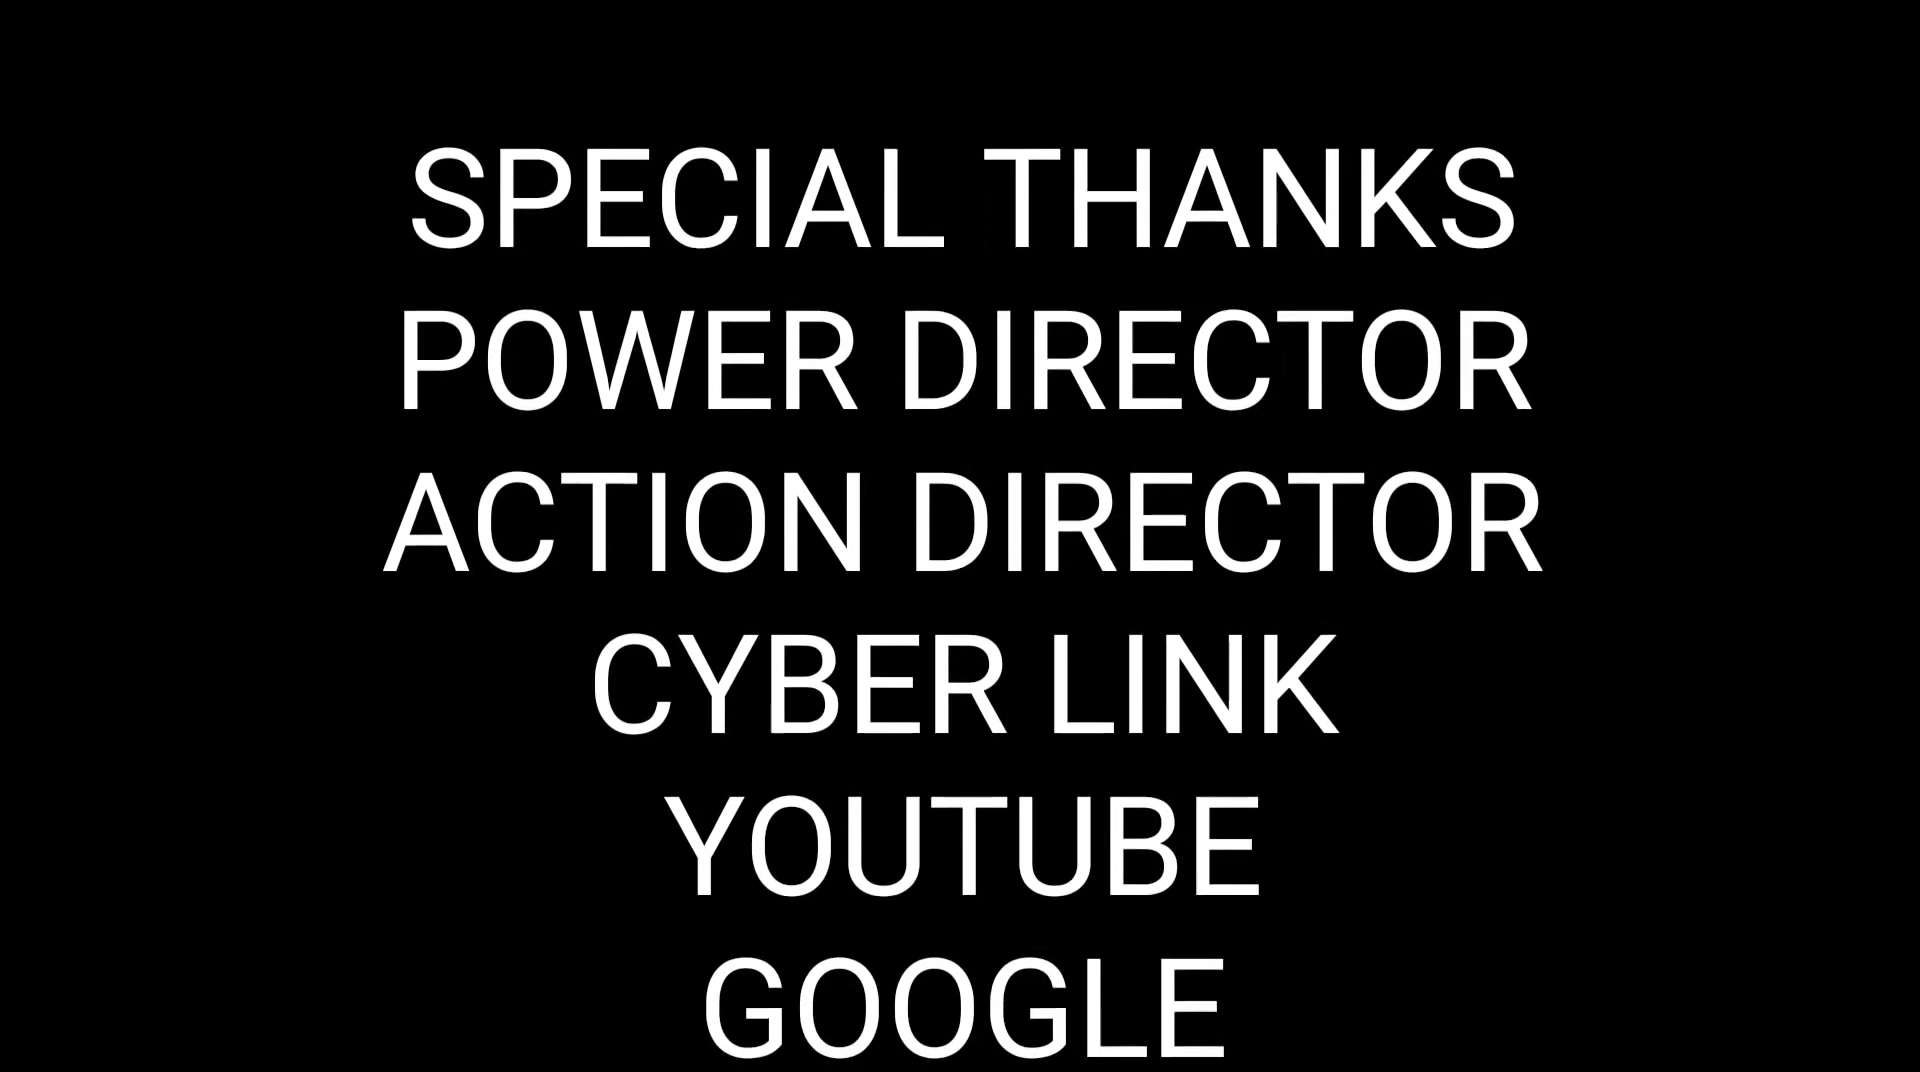 SPECIAL THANKS
POWER DIRECTOR
ACTION DIRECTOR
CYBER LINK
YOUTUBE
GOOGLE